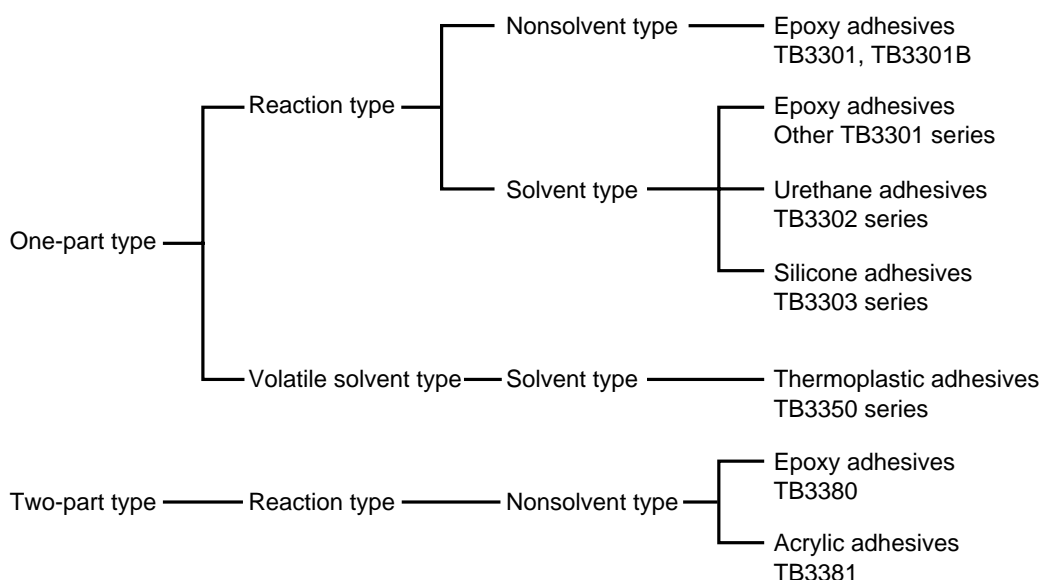 Nonsolvent type
Epoxy adhesives
TB3301, TB3301B
Reaction type
Epoxy adhesives
Other TB3301 series
Solvent type
Urethane adhesives
TB3302 series
One-part type
Silicone adhesives
TB3303 series
Volatile solvent type
Solvent type
Thermoplastic adhesives
TB3350 series
Two-part type
Reaction type
Nonsolvent type
Epoxy adhesives
TB3380
Acrylic adhesives
TB3381